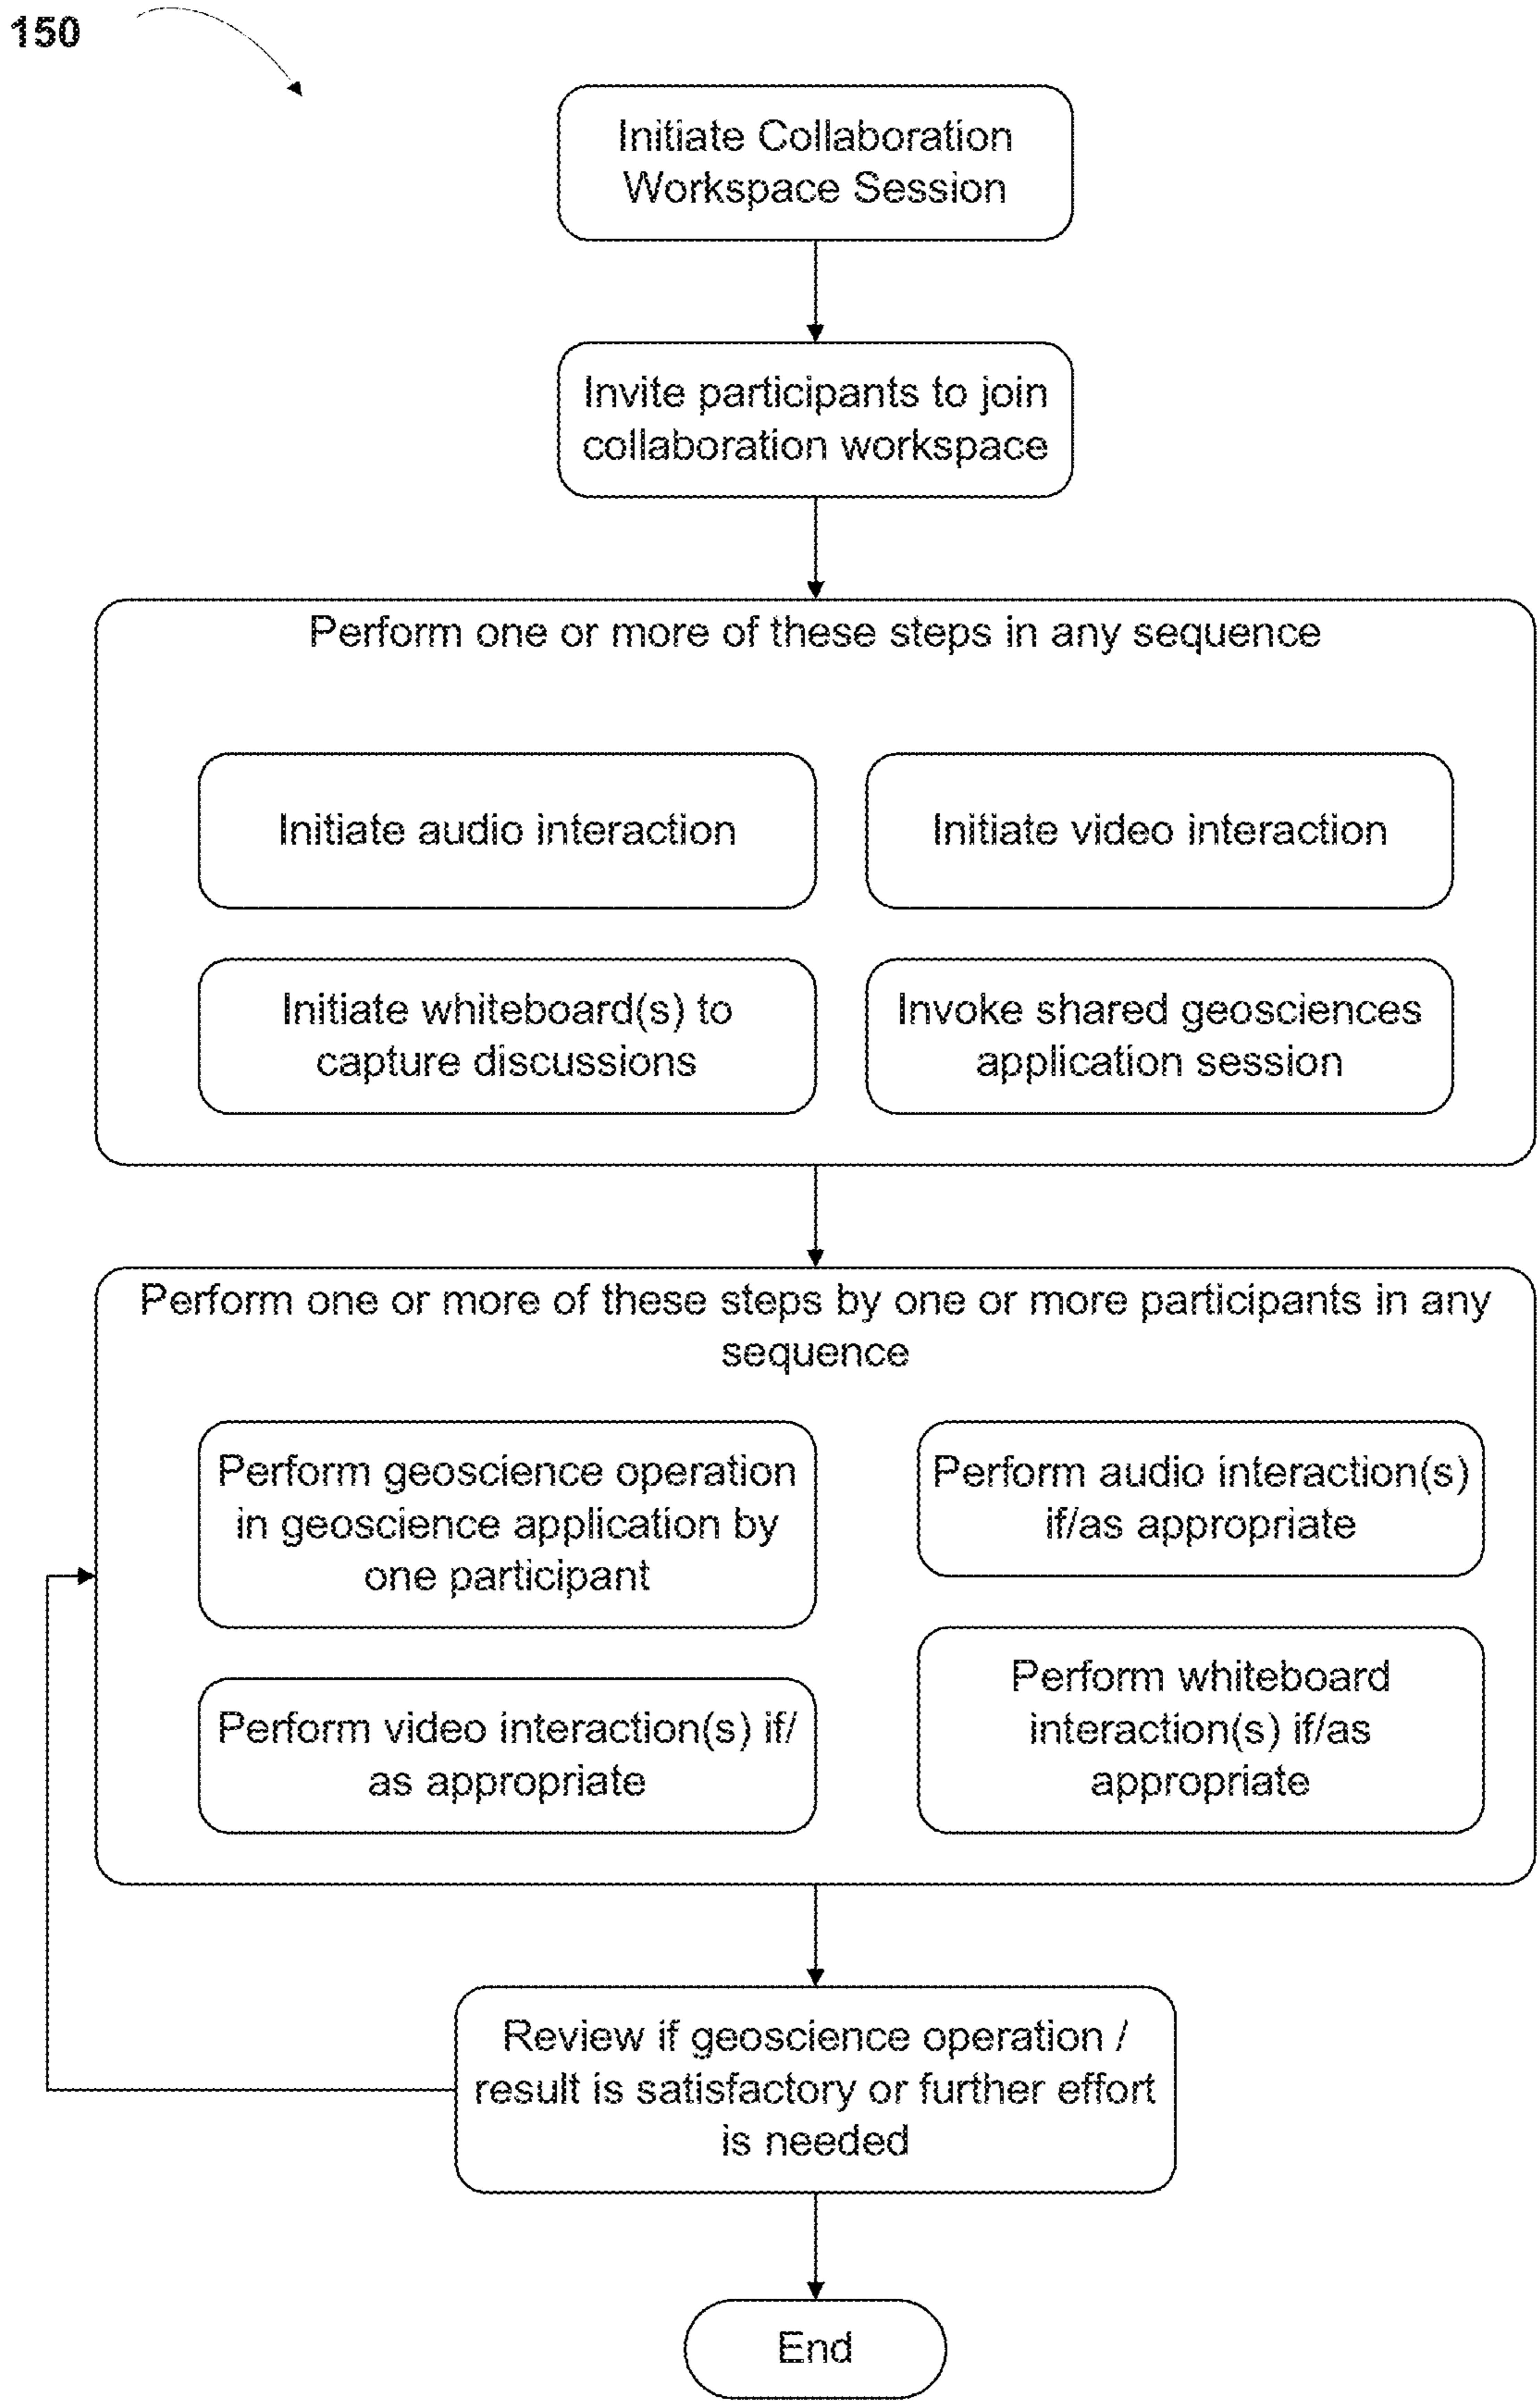 150
Initiate Collaboration
Workspace Session
Invite participants to join
collaboration workspace
Perform one or more of these steps in any sequence
Initiate audio interaction
Initiate video interaction
Initiate whiteboard(s) to
capture discussions
Invoke shared geosciences
application session
Perform one or more of these steps by one or more participants in any
sequence
Perform geoscience operation
in geoscience application by
one participant
Perform audio interaction(s)
if/as appropriate
Perform video interaction(s) if/
as appropriate
Perform whiteboard
interaction(s) if/as
appropriate
Review if geoscience operation /
result is satisfactory or further effort
is needed
End